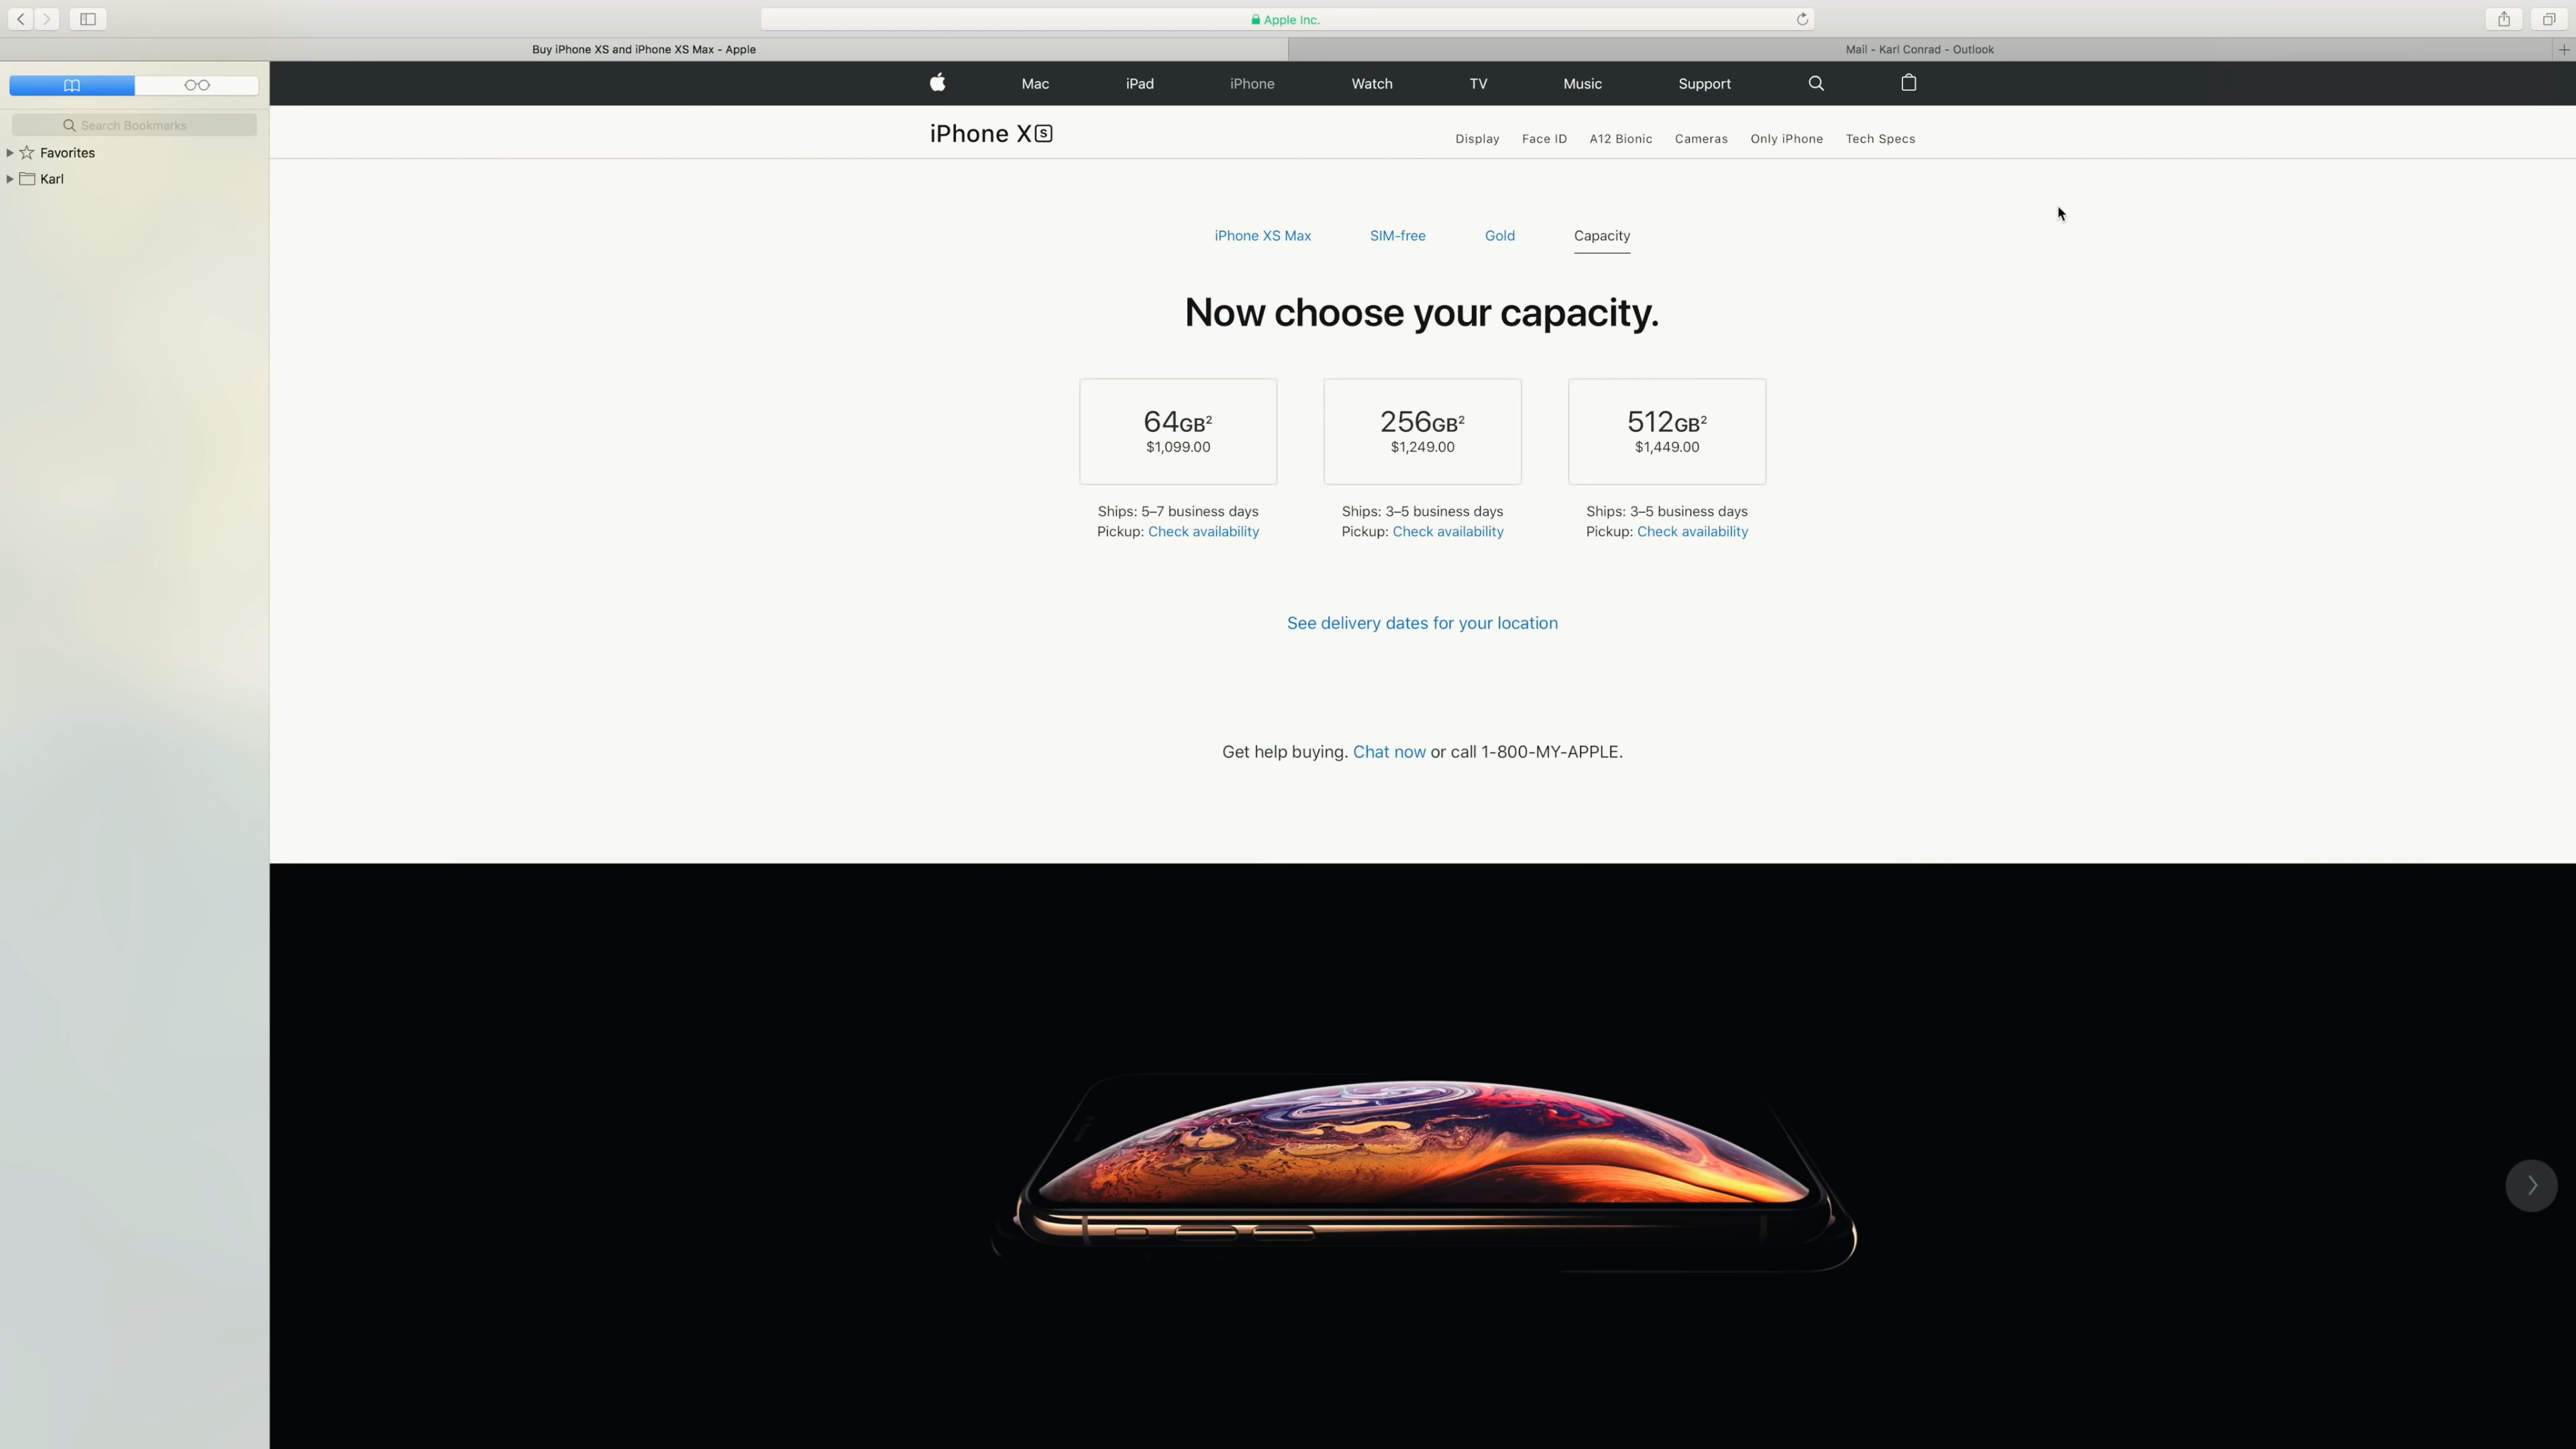 Apple Inc.
Buy iPhone XS and iPhone XS Max - Apple
Mail - Karl Conrad - Outlook
Mac iPad iPhone Watch TV Music Support
Search Bookmarks
Favorites
Karl
iPhone XS
Display Face ID A12 Bionic Cameras Only iPhone Tech Specs
iPhone XS Max SIM-free Gold Capacity
Now choose your capacity.
64GB² 256GB² 512GB²
$1,099.00 $1,249.00 $1,449.00
Ships: 5–7 business days Ships: 3–5 business days Ships: 3–5 business days
Pickup: Check availability Pickup: Check availability Pickup: Check availability
See delivery dates for your location
Get help buying. Chat now or call 1-800-MY-APPLE.